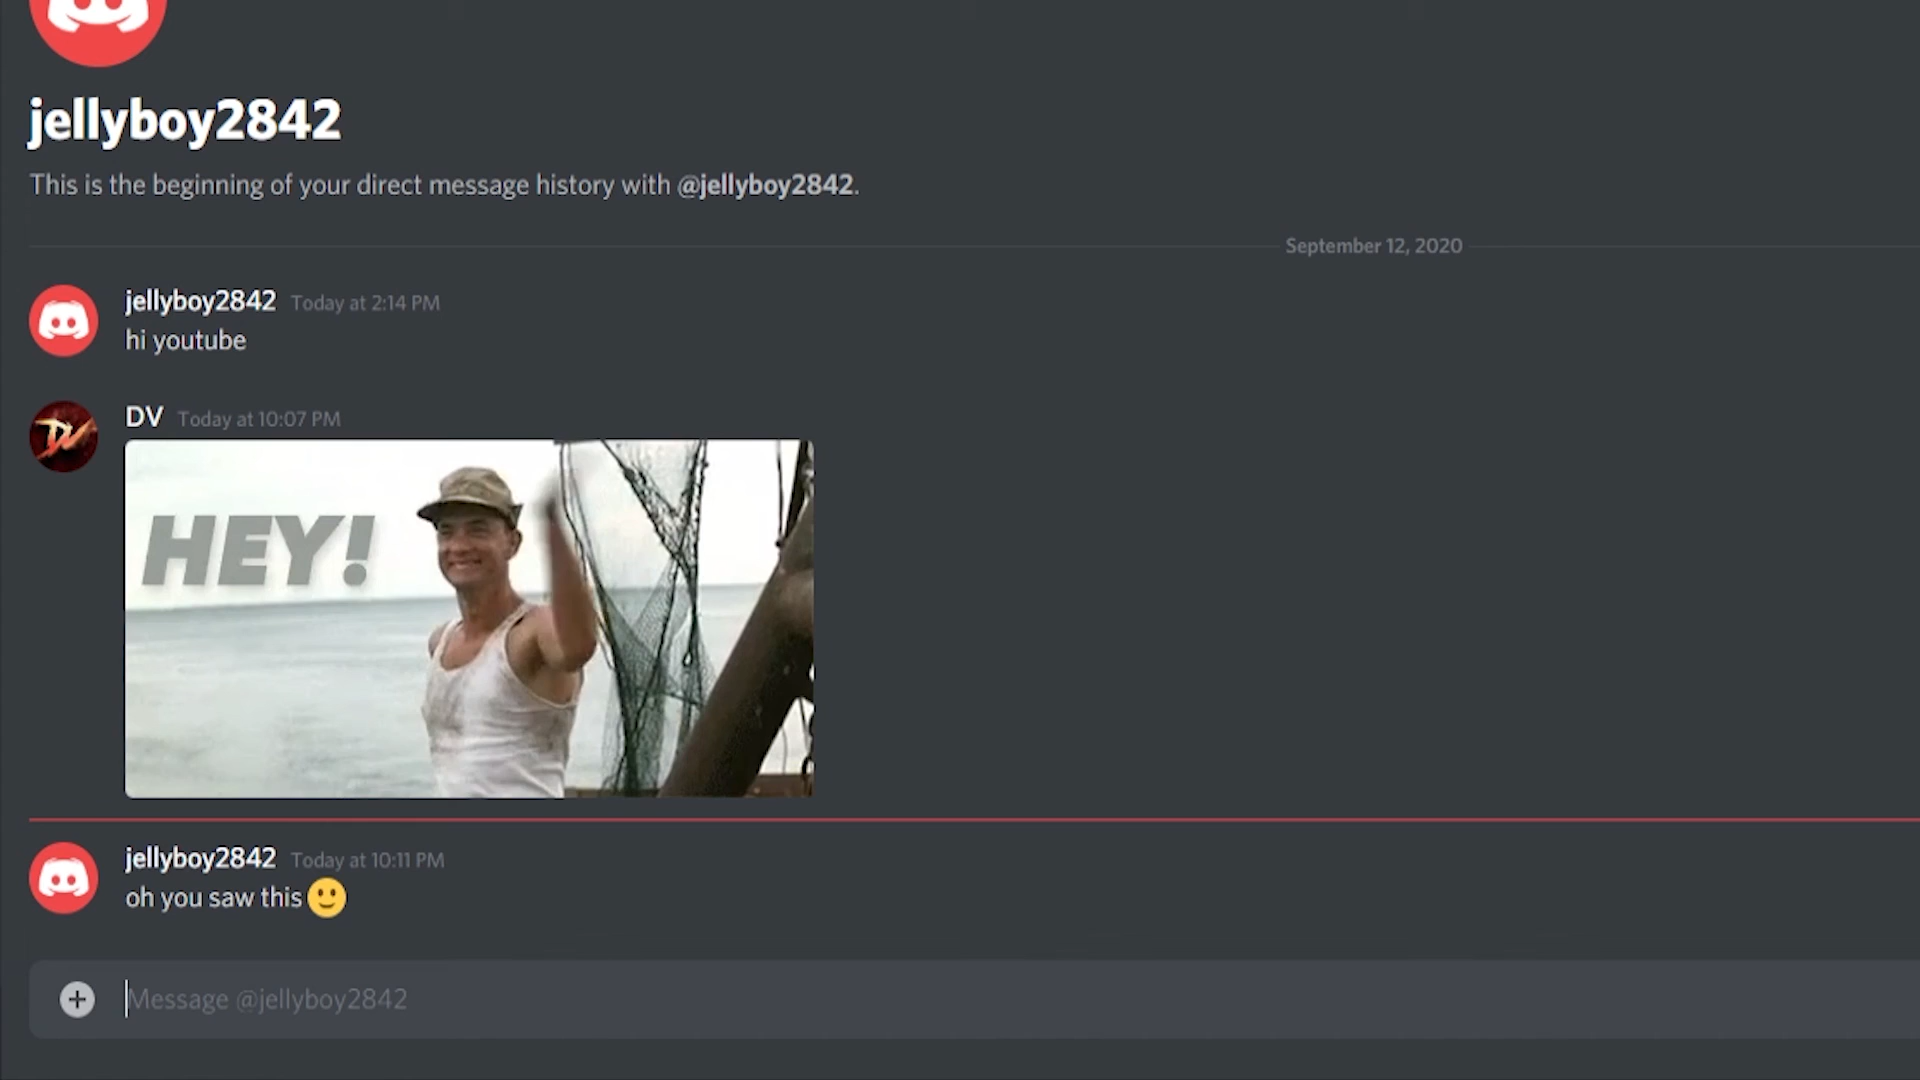 jellyboy2842
This is the beginning of your direct message history with @jellyboy2842.
September 12, 2020
jellyboy2842 Today at 2:14 PM
hi youtube
DV Today at 10:07 PM
DV
HEY!
jellyboy2842 Today at 10:11 PM
oh you saw this 🙂
Message @jellyboy2842